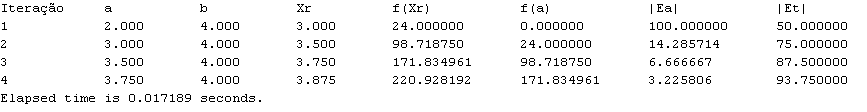 Iteração a b Xr f(Xr) f(a) |Ea| |Et|
1 2.000 4.000 3.000 24.000000 0.000000 100.000000 50.000000
2 3.000 4.000 3.500 98.718750 24.000000 14.285714 75.000000
3 3.500 4.000 3.750 171.834961 98.718750 6.666667 87.500000
4 3.750 4.000 3.875 220.928192 171.834961 3.225806 93.750000
Elapsed time is 0.017189 seconds.